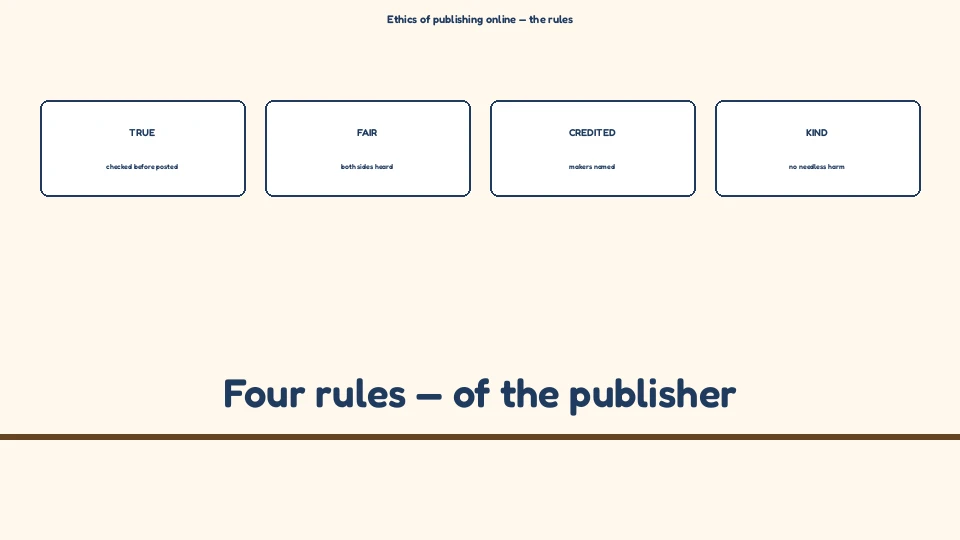 Ethics of publishing online — the rules
TRUE
checked before posted
FAIR
both sides heard
CREDITED
makers named
KIND
no needless harm
Four rules — of the publisher